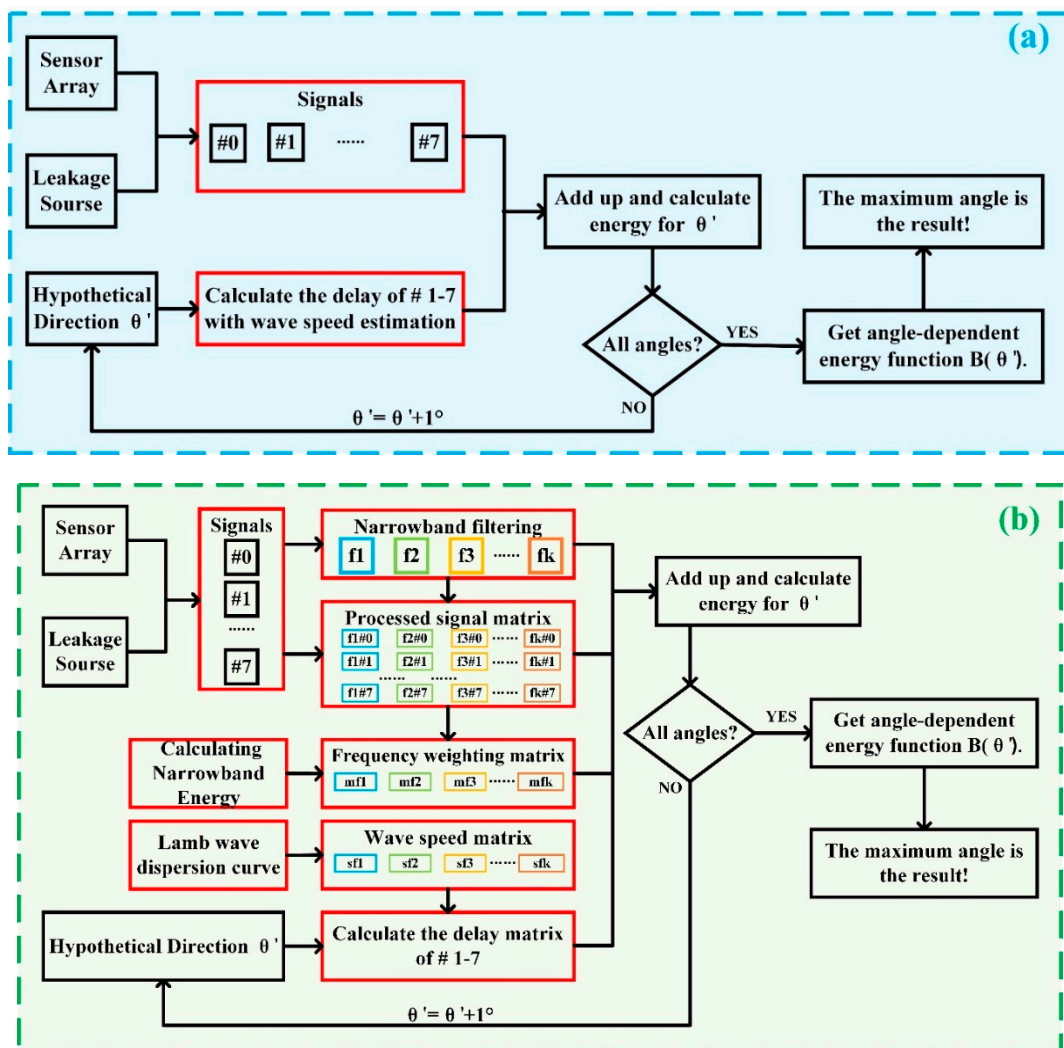 (a)
Sensor
Array
Signals
#0 #1 ...... #7
Leakage
Sourse
Add up and calculate
energy for θ '
The maximum angle is
the result!
Hypothetical
Direction θ '
Calculate the delay of # 1-7
with wave speed estimation
All angles?
YES
Get angle-dependent
energy function B( θ ').
NO
θ '= θ '+1°
(b)
Sensor
Array
Signals
#0
#1
......
#7
Leakage
Sourse
Narrowband filtering
f1 f2 f3 ...... fk
Processed signal matrix
f1#0 f2#0 f3#0 ...... fk#0
f1#1 f2#1 f3#1 ...... fk#1
...... ......
f1#7 f2#7 f3#7 ...... fk#7
Add up and calculate
energy for θ '
All angles?
YES
Get angle-dependent
energy function B( θ ').
NO
Calculating
Narrowband
Energy
Frequency weighting matrix
mf1 mf2 mf3 ...... mfk
Lamb wave
dispersion curve
Wave speed matrix
sf1 sf2 sf3 ...... sfk
The maximum angle is
the result!
Hypothetical Direction θ '
Calculate the delay matrix
of # 1-7
θ '= θ '+1°